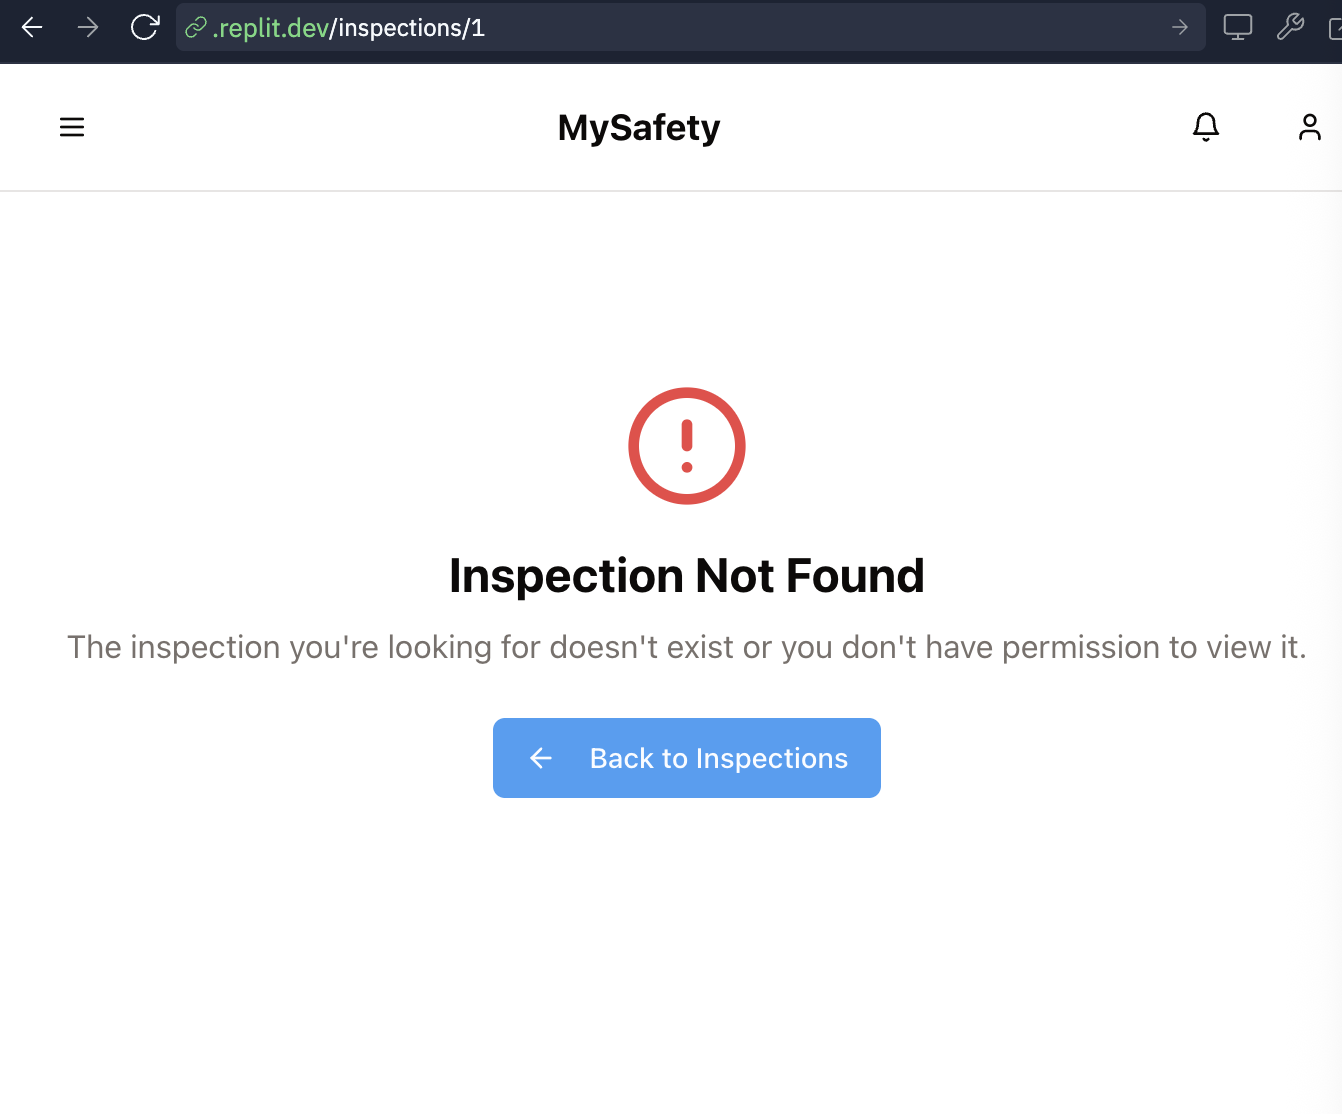 .replit.dev/inspections/1
MySafety
Inspection Not Found
The inspection you're looking for doesn't exist or you don't have permission to view it.
Back to Inspections